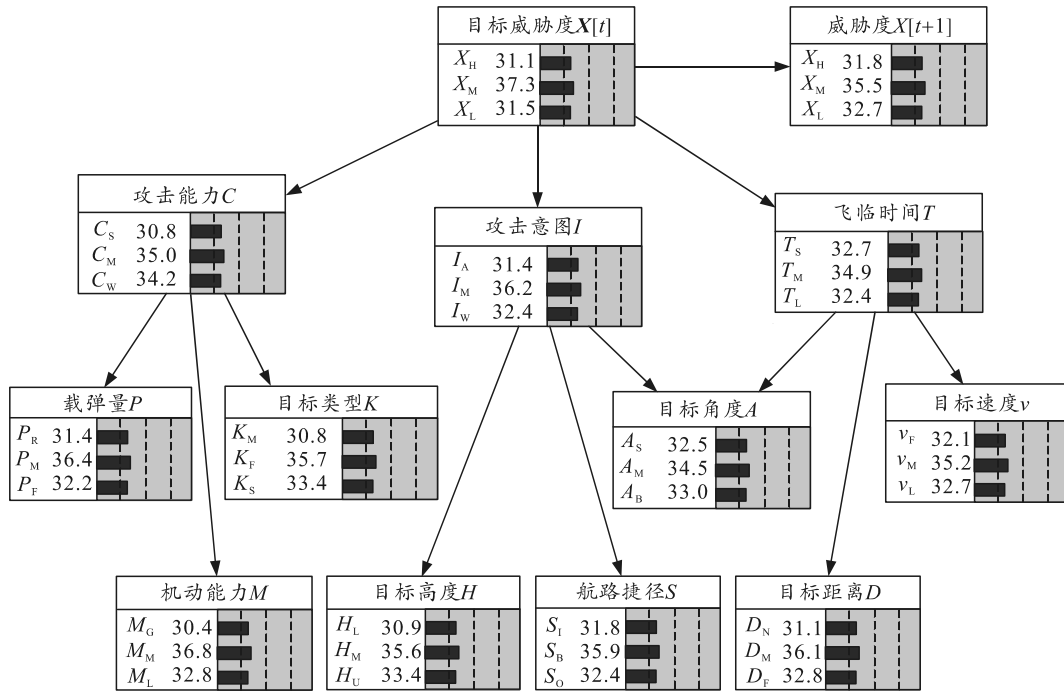 目标威胁度X[t]
X_H 31.1
X_M 37.3
X_L 31.5
威胁度X[t+1]
X_H 31.8
X_M 35.5
X_L 32.7
攻击能力C
C_S 30.8
C_M 35.0
C_W 34.2
攻击意图I
I_A 31.4
I_M 36.2
I_W 32.4
飞临时间T
T_S 32.7
T_M 34.9
T_L 32.4
载弹量P
P_R 31.4
P_M 36.4
P_F 32.2
目标类型K
K_M 30.8
K_F 35.7
K_S 33.4
目标角度A
A_S 32.5
A_M 34.5
A_B 33.0
目标速度v
v_F 32.1
v_M 35.2
v_L 32.7
机动能力M
M_G 30.4
M_M 36.8
M_L 32.8
目标高度H
H_L 30.9
H_M 35.6
H_U 33.4
航路捷径S
S_I 31.8
S_B 35.9
S_O 32.4
目标距离D
D_N 31.1
D_M 36.1
D_F 32.8